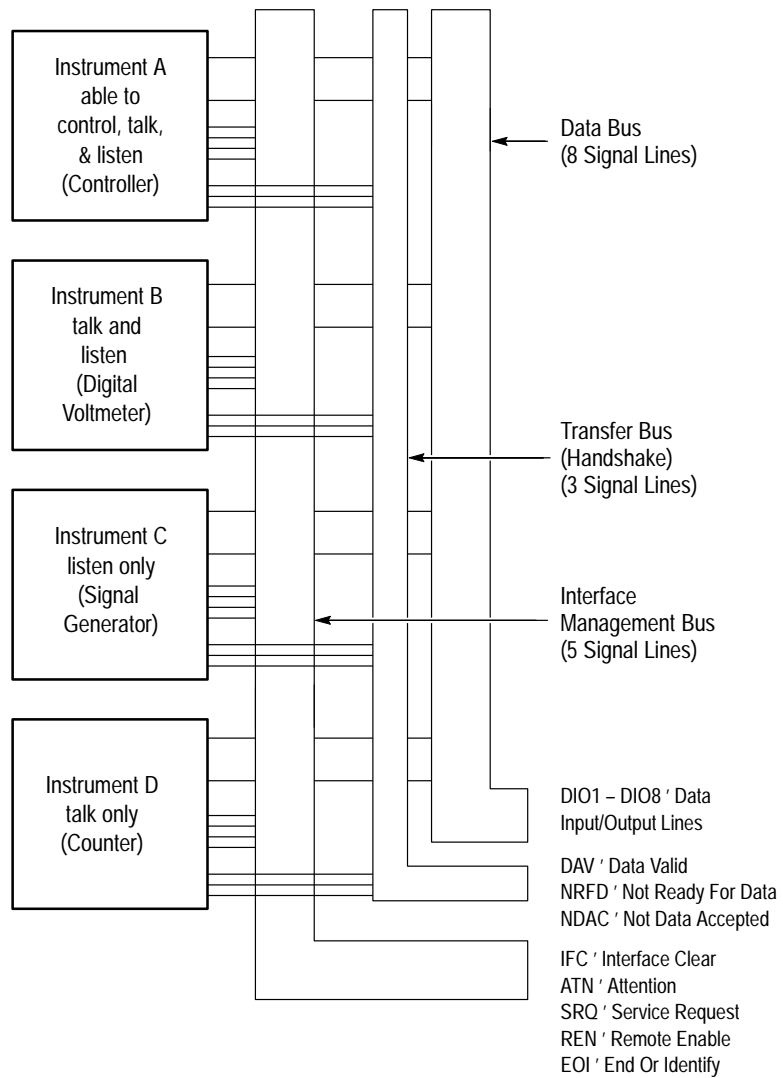 Instrument A
able to
control, talk,
& listen
(Controller)
Data Bus
(8 Signal Lines)
Instrument B
talk and
listen
(Digital
Voltmeter)
Transfer Bus
(Handshake)
(3 Signal Lines)
Instrument C
listen only
(Signal
Generator)
Interface
Management Bus
(5 Signal Lines)
Instrument D
talk only
(Counter)
DIO1 – DIO8 ′ Data
Input/Output Lines
DAV ′ Data Valid
NRFD ′ Not Ready For Data
NDAC ′ Not Data Accepted
IFC ′ Interface Clear
ATN ′ Attention
SRQ ′ Service Request
REN ′ Remote Enable
EOI ′ End Or Identify